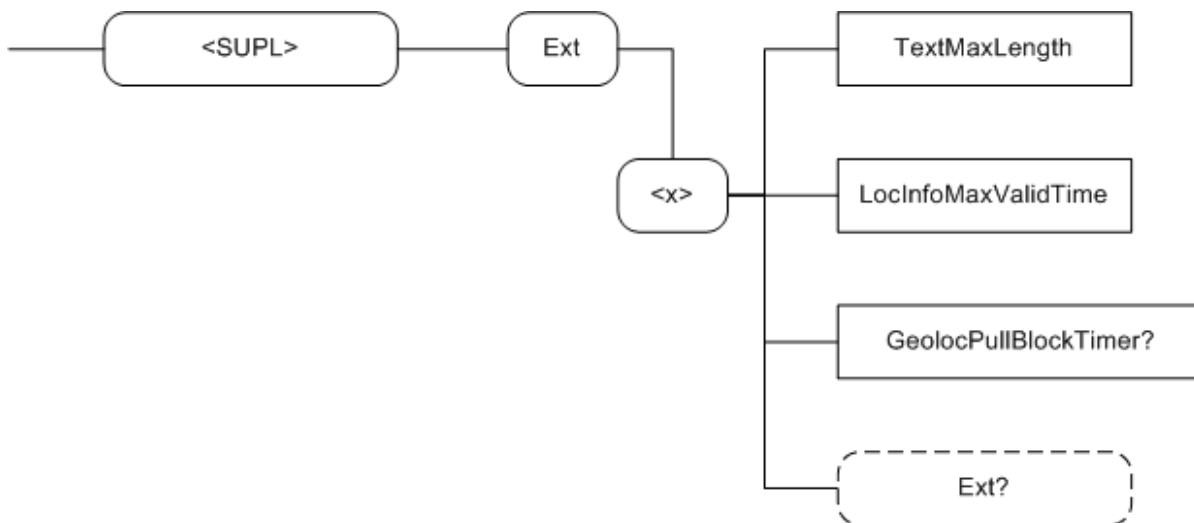 <SUPL>
Ext
<x>
TextMaxLength
LocInfoMaxValidTime
GeolocPullBlockTimer?
Ext?